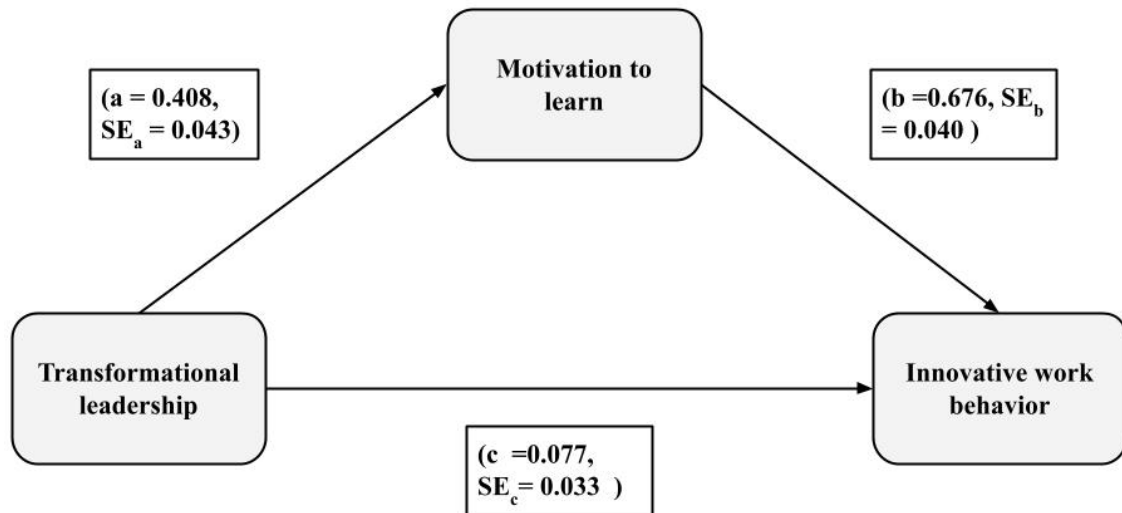 Motivation to
learn
(a = 0.408,
SEa = 0.043)
(b =0.676, SEb
= 0.040 )
Transformational
leadership
Innovative work
behavior
(c =0.077,
SEc= 0.033 )